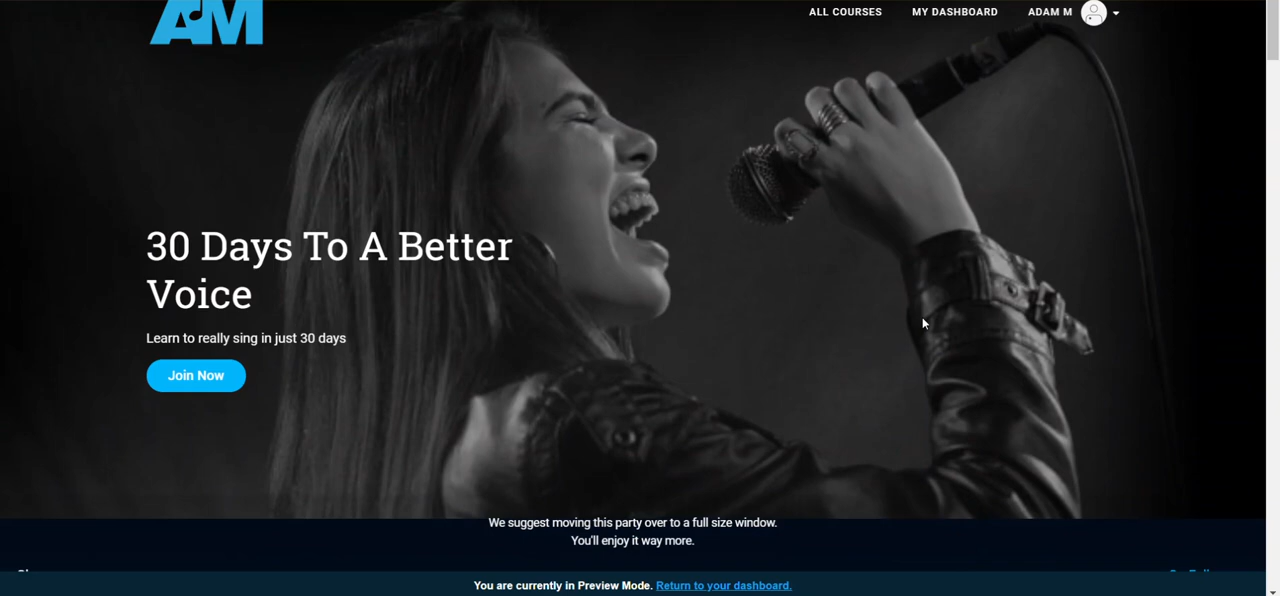 AM
ALL COURSES MY DASHBOARD ADAM M
30 Days To A Better
Voice
Learn to really sing in just 30 days
Join Now
We suggest moving this party over to a full size window.
You'll enjoy it way more.
You are currently in Preview Mode. Return to your dashboard.